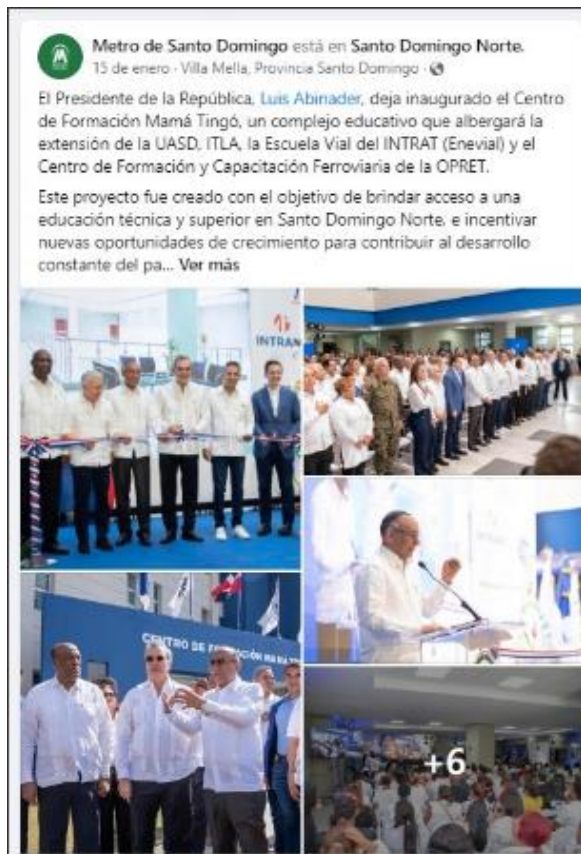 Metro de Santo Domingo está en Santo Domingo Norte.
15 de enero · Villa Mella, Provincia Santo Domingo ·
El Presidente de la República, Luis Abinader, deja inaugurado el Centro
de Formación Mamá Tingó, un complejo educativo que albergará la
extensión de la UASD, ITLA, la Escuela Vial del INTRAT (Enevial) y el
Centro de Formación y Capacitación Ferroviaria de la OPRET.
Este proyecto fue creado con el objetivo de brindar acceso a una
educación técnica y superior en Santo Domingo Norte, e incentivar
nuevas oportunidades de crecimiento para contribuir al desarrollo
constante del pa... Ver más
INTRAN
CENTRO DE FORMACIÓN
+6